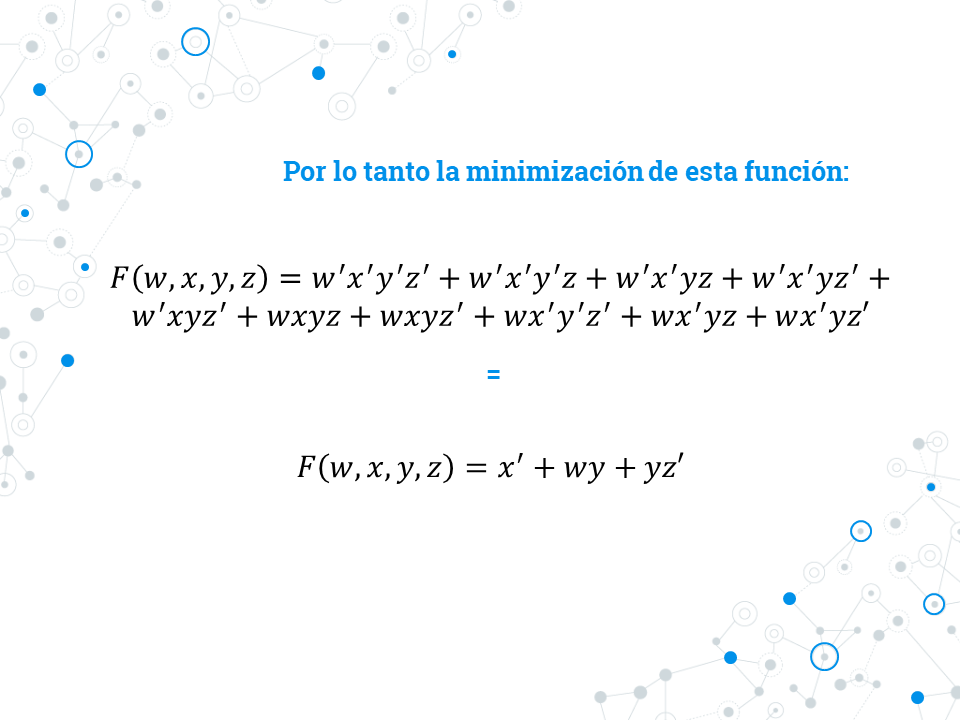 Por lo tanto la minimización de esta función:
F(w, x, y, z) = w′x′y′z′ + w′x′y′z + w′x′yz + w′x′yz′ +
w′xyz′ + wxyz + wxyz′ + wx′y′z′ + wx′yz + wx′yz′
=
F(w, x, y, z) = x′ + wy + yz′